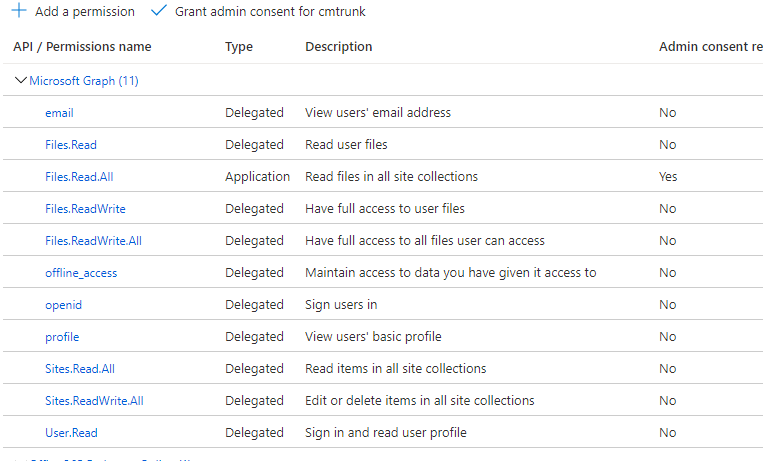 Add a permission Grant admin consent for cmtrunk
API / Permissions name Type Description Admin consent re
Microsoft Graph (11)
email Delegated View users' email address No
Files.Read Delegated Read user files No
Files.Read.All Application Read files in all site collections Yes
Files.ReadWrite Delegated Have full access to user files No
Files.ReadWrite.All Delegated Have full access to all files user can access No
offline_access Delegated Maintain access to data you have given it access to No
openid Delegated Sign users in No
profile Delegated View users' basic profile No
Sites.Read.All Delegated Read items in all site collections No
Sites.ReadWrite.All Delegated Edit or delete items in all site collections No
User.Read Delegated Sign in and read user profile No